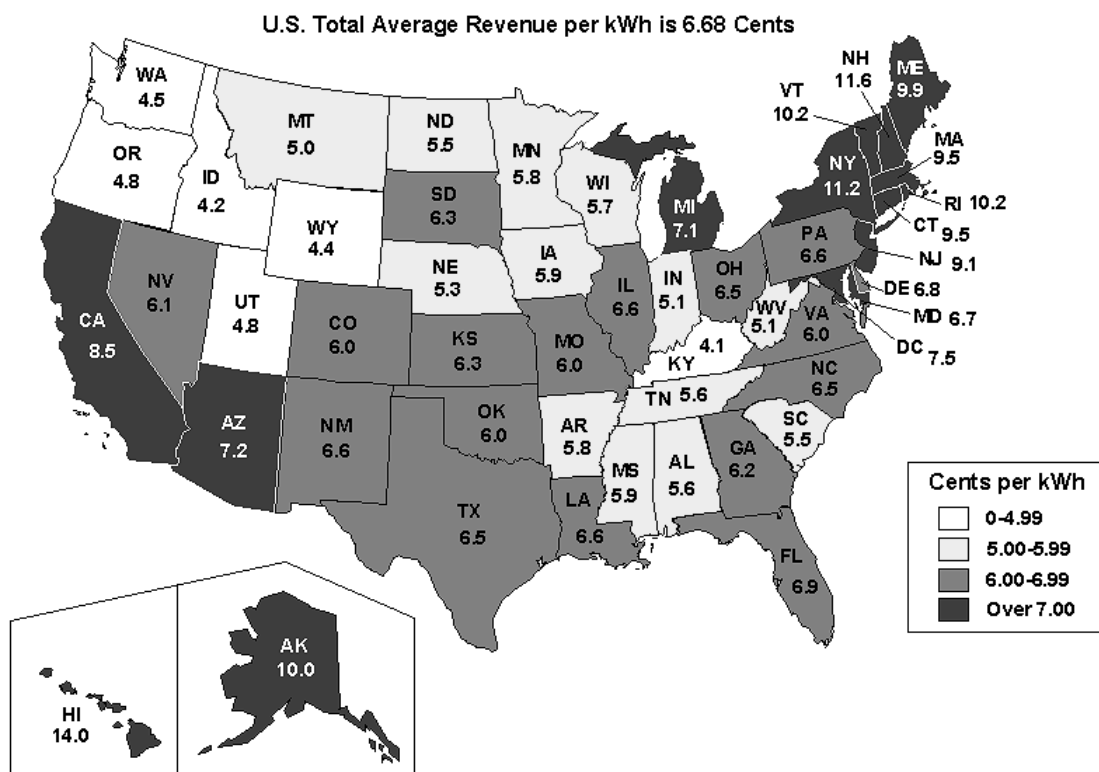 U.S. Total Average Revenue per kWh is 6.68 Cents
WA
4.5
OR
4.8
ID
4.2
MT
5.0
WY
4.4
ND
5.5
SD
6.3
NE
5.3
MN
5.8
WI
5.7
IA
5.9
MI
7.1
NH
11.6
VT
10.2
ME
9.9
MA
9.5
NY
11.2
RI 10.2
CT
9.5
NJ 9.1
PA
6.6
DE 6.8
MD 6.7
DC
7.5
CA
8.5
NV
6.1
UT
4.8
CO
6.0
KS
6.3
MO
6.0
IL
6.6
IN
5.1
OH
6.5
WV
5.1
VA
6.0
KY
4.1
TN 5.6
NC
6.5
SC
5.5
AZ
7.2
NM
6.6
OK
6.0
AR
5.8
MS
5.9
AL
5.6
GA
6.2
TX
6.5
LA
6.6
FL
6.9
HI
14.0
AK
10.0
Cents per kWh
0-4.99
5.00-5.99
6.00-6.99
Over 7.00